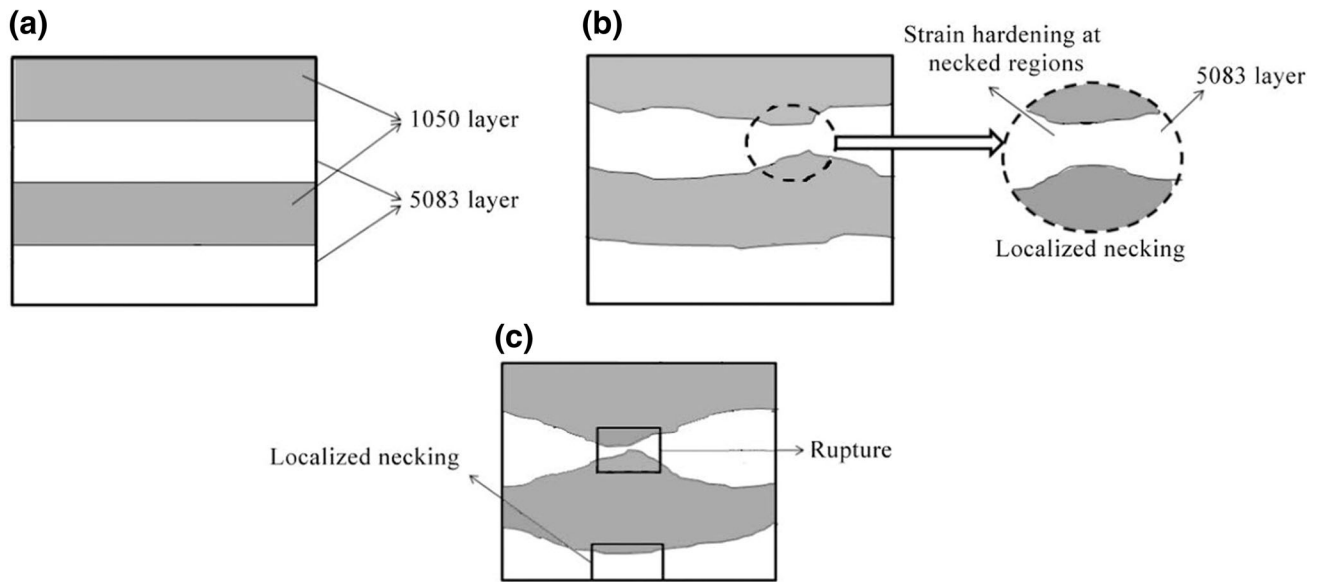 (a)
1050 layer
5083 layer
(b)
Strain hardening at
necked regions
5083 layer
Localized necking
(c)
Localized necking
Rupture